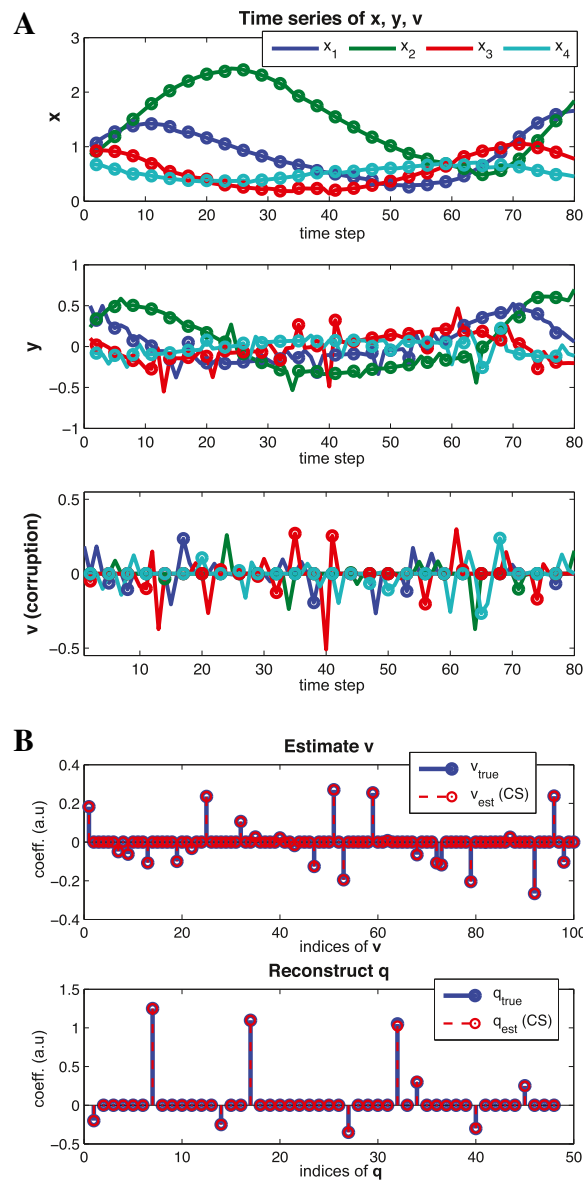 A
Time series of x, y, v
x1 x2 x3 x4
3
2
1
0
x
0 10 20 30 40 50 60 70 80
time step
1
0.5
0
−0.5
−1
y
0 10 20 30 40 50 60 70 80
time step
0.5
0
−0.5
v (corruption)
10 20 30 40 50 60 70 80
time step
B
Estimate v
vtrue
vest (CS)
0.4
0.2
0
−0.2
−0.4
coeff. (a.u)
0 20 40 60 80 100
indices of v
Reconstruct q
qtrue
qest (CS)
1.5
1
0.5
0
−0.5
coeff. (a.u)
0 10 20 30 40 50
indices of q